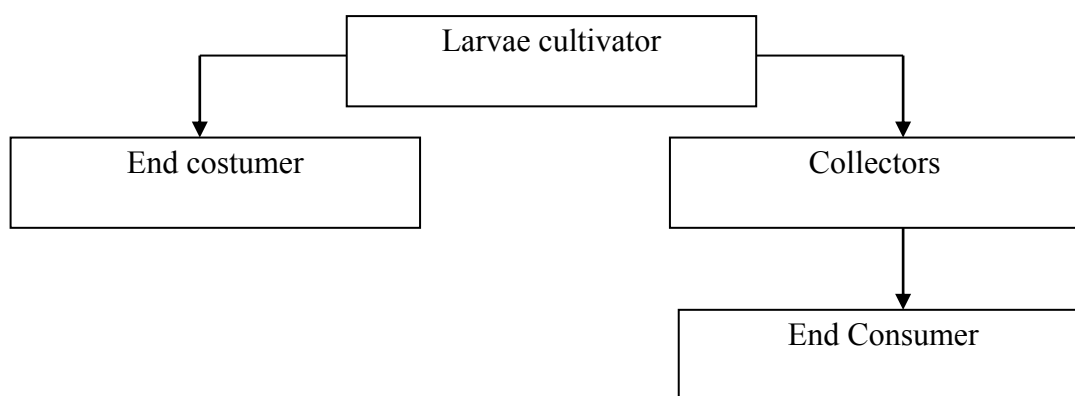 Larvae cultivator
End costumer
Collectors
End Consumer